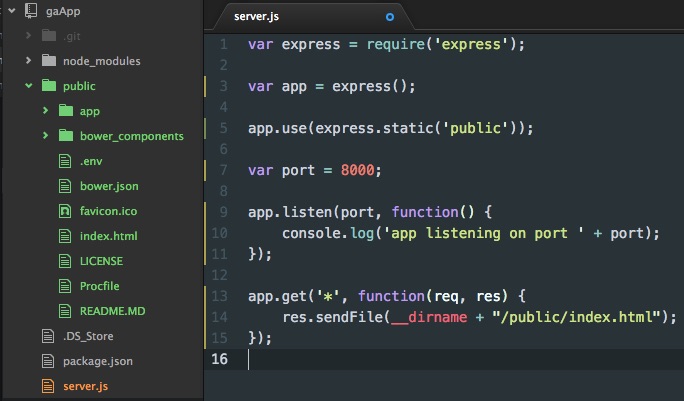 gaApp
.git
node_modules
public
app
bower_components
.env
bower.json
favicon.ico
index.html
LICENSE
Procfile
README.MD
.DS_Store
package.json
server.js
server.js
1 var express = require('express');
2
3 var app = express();
4
5 app.use(express.static('public'));
6
7 var port = 8000;
8
9 app.listen(port, function() {
10 console.log('app listening on port ' + port);
11 });
12
13 app.get('*', function(req, res) {
14 res.sendFile(__dirname + "/public/index.html");
15 });
16